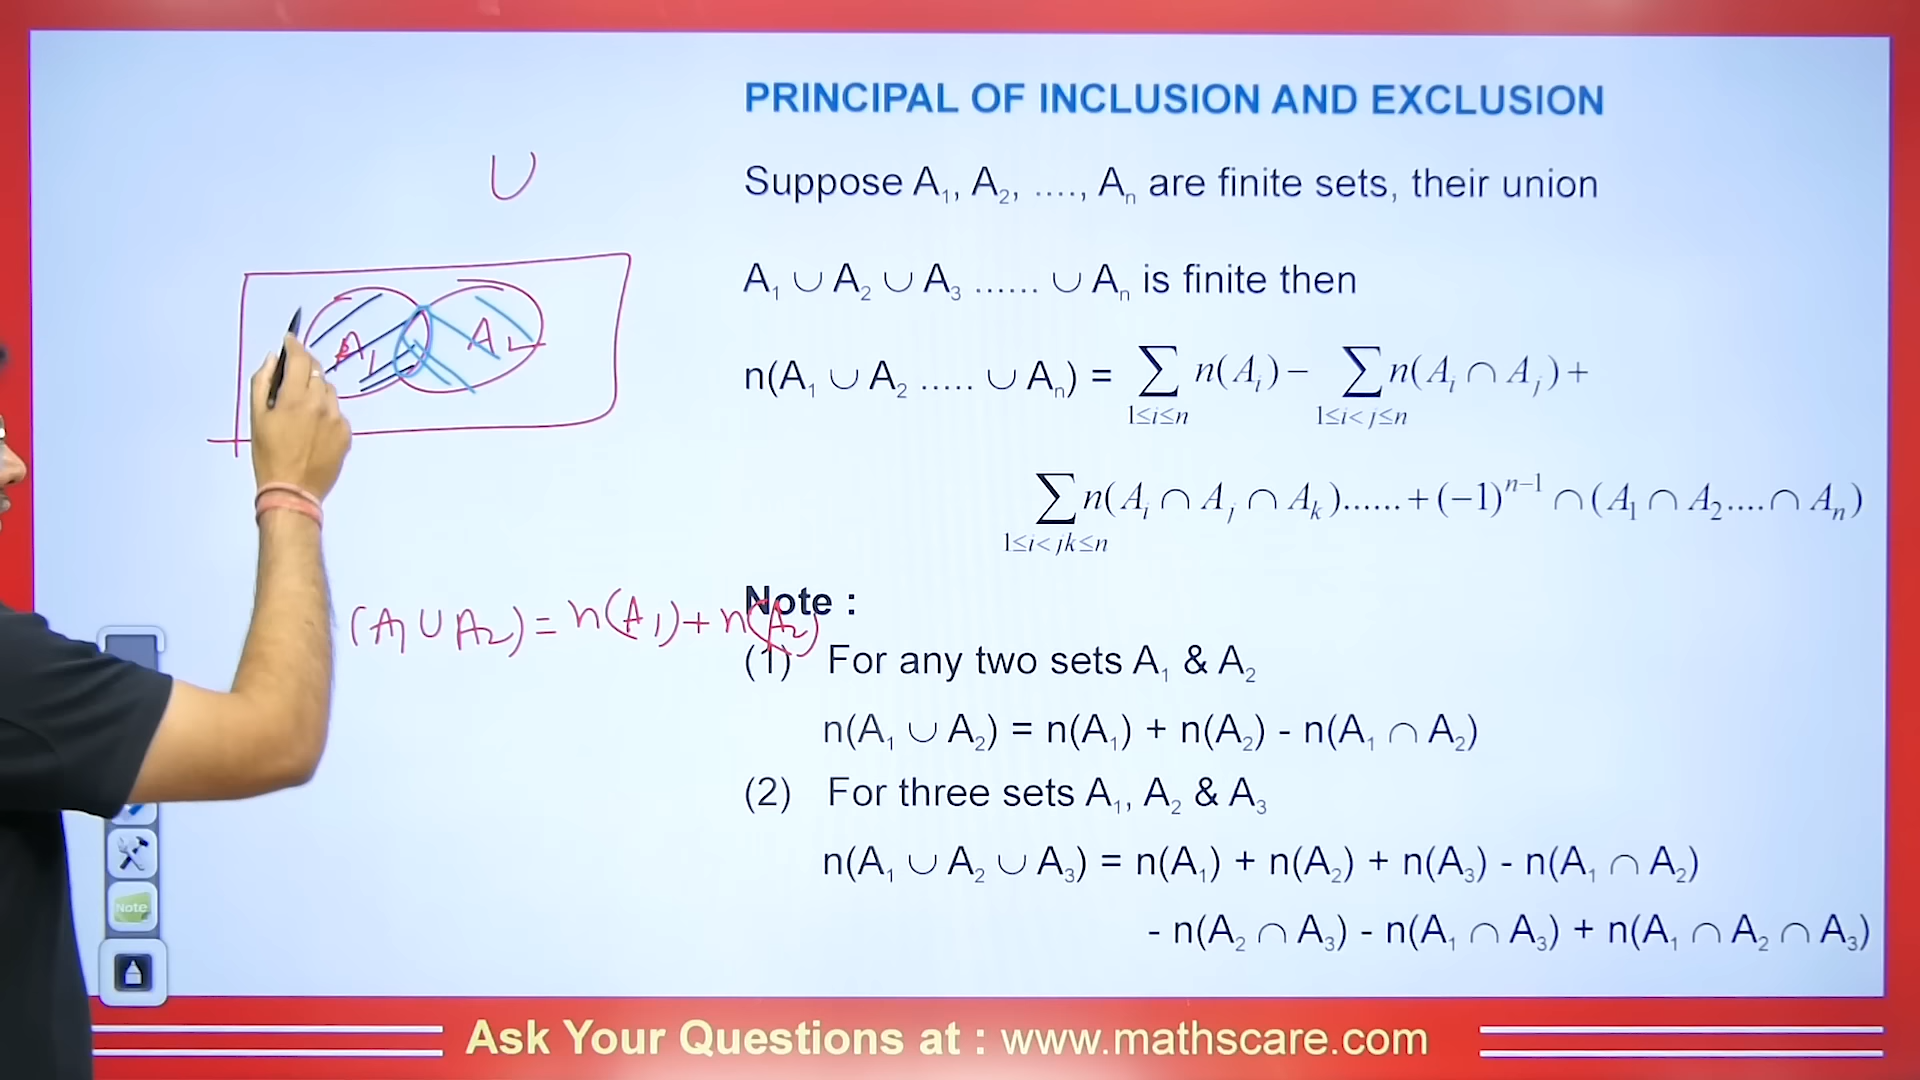 PRINCIPAL OF INCLUSION AND EXCLUSION
Suppose A₁, A₂, ...., Aₙ are finite sets, their union
A₁ ∪ A₂ ∪ A₃ ...... ∪ Aₙ is finite then
n(A₁ ∪ A₂ ..... ∪ Aₙ) = ∑ n(Aᵢ) − ∑ n(Aᵢ ∩ Aⱼ) +
1≤i≤n 1≤i<j≤n
∑ n(Aᵢ ∩ Aⱼ ∩ Aₖ)...... + (−1)ⁿ⁻¹ ∩ (A₁ ∩ A₂....∩ Aₙ)
1≤i< jk≤n
Note :
(1) For any two sets A₁ & A₂
n(A₁ ∪ A₂) = n(A₁) + n(A₂) - n(A₁ ∩ A₂)
(2) For three sets A₁, A₂ & A₃
n(A₁ ∪ A₂ ∪ A₃) = n(A₁) + n(A₂) + n(A₃) - n(A₁ ∩ A₂)
- n(A₂ ∩ A₃) - n(A₁ ∩ A₃) + n(A₁ ∩ A₂ ∩ A₃)
U
A₁ A₂
(A₁ ∪ A₂) = n(A₁) + n(A₂)
Note
Ask Your Questions at : www.mathscare.com